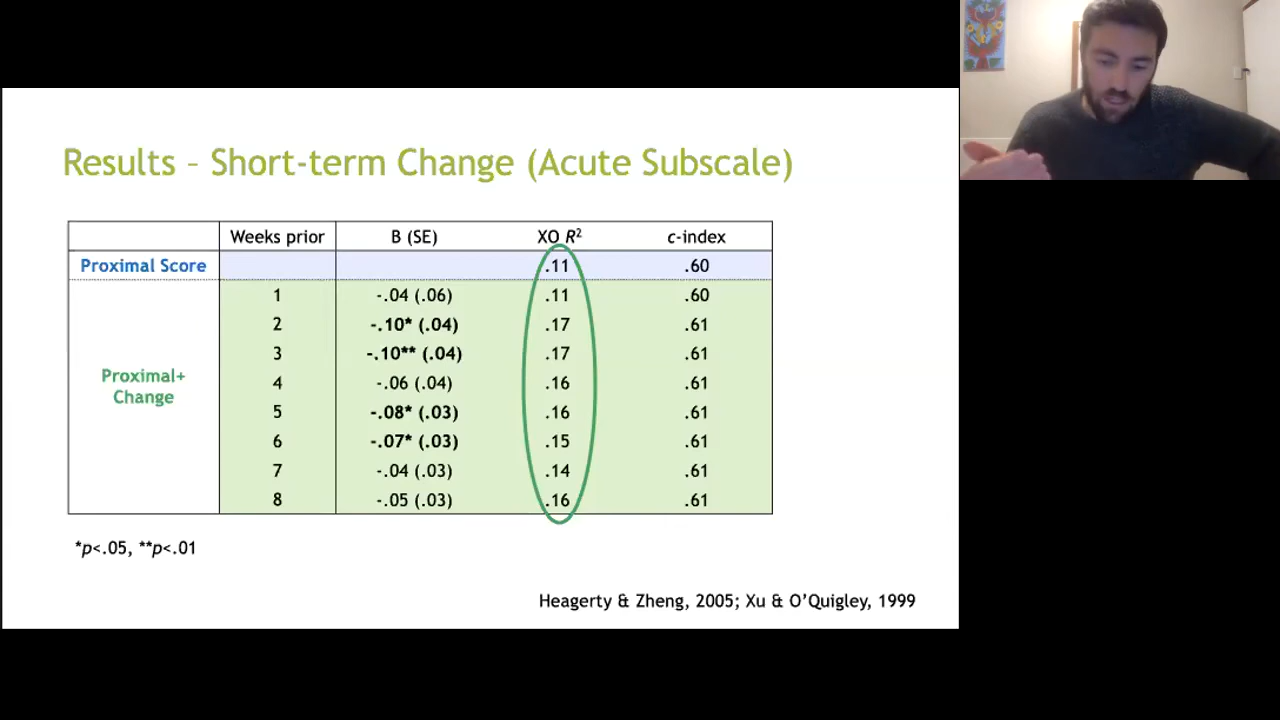 Results – Short-term Change (Acute Subscale)
Weeks prior B (SE) XO R² c-index
Proximal Score .11 .60
1 -.04 (.06) .11 .60
2 -.10* (.04) .17 .61
3 -.10** (.04) .17 .61
Proximal+
Change
4 -.06 (.04) .16 .61
5 -.08* (.03) .16 .61
6 -.07* (.03) .15 .61
7 -.04 (.03) .14 .61
8 -.05 (.03) .16 .61
*p<.05, **p<.01
Heagerty & Zheng, 2005; Xu & O’Quigley, 1999